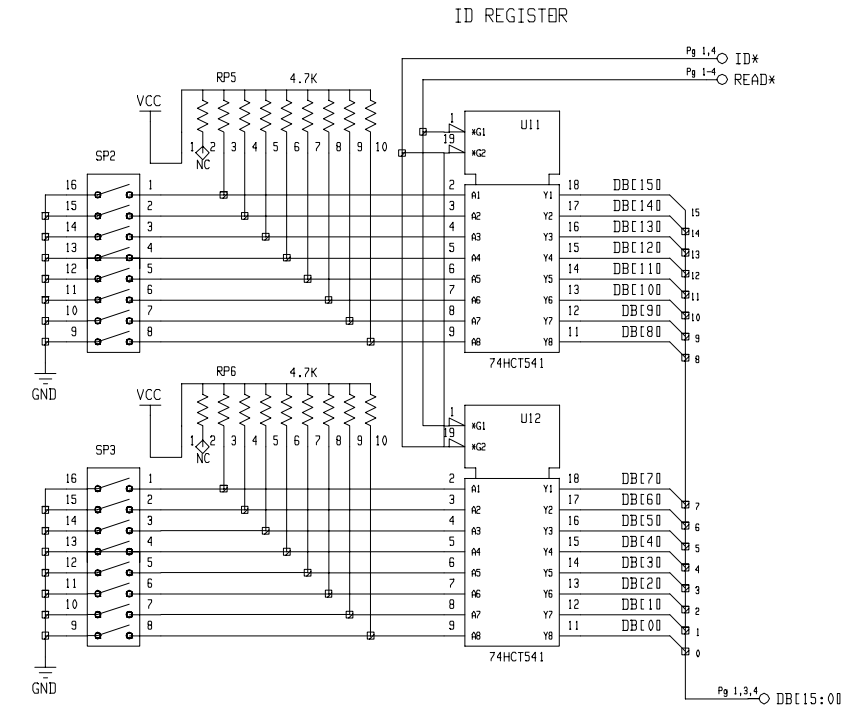 ID REGISTOR
Pg 1,4 ID*
Pg 1-4 READ*
RP5 4.7K
VCC
1 2 3 4 5 6 7 8 9 10
NC
1 *G1 U11
19 *G2
SP2
16 1 2 A1 Y1 18 DB[15]
15 2 3 A2 Y2 17 DB[14] 15
14 3 4 A3 Y3 16 DB[13] 14
13 4 5 A4 Y4 15 DB[12] 13
12 5 6 A5 Y5 14 DB[11] 12
11 6 7 A6 Y6 13 DB[10] 11
10 7 8 A7 Y7 12 DB[9] 10
9 8 9 A8 Y8 11 DB[8] 9
8
74HCT541
GND
RP6 4.7K
VCC
1 2 3 4 5 6 7 8 9 10
NC
1 *G1 U12
19 *G2
SP3
16 1 2 A1 Y1 18 DB[7]
15 2 3 A2 Y2 17 DB[6] 7
14 3 4 A3 Y3 16 DB[5] 6
13 4 5 A4 Y4 15 DB[4] 5
12 5 6 A5 Y5 14 DB[3] 4
11 6 7 A6 Y6 13 DB[2] 3
10 7 8 A7 Y7 12 DB[1] 2
9 8 9 A8 Y8 11 DB[0] 1
0
74HCT541
GND
Pg 1,3,4 DB[15:0]